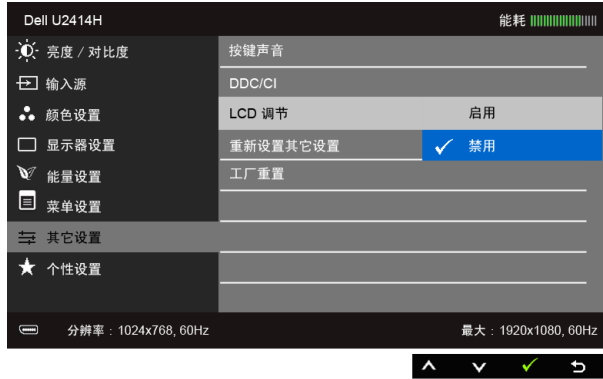 Dell U2414H 能耗
亮度 / 对比度 按键声音
输入源 DDC/CI
颜色设置 LCD 调节 启用
显示器设置 重新设置其它设置 禁用
能量设置 工厂重置
菜单设置
其它设置
个性设置
分辨率 : 1024x768, 60Hz 最大 : 1920x1080, 60Hz